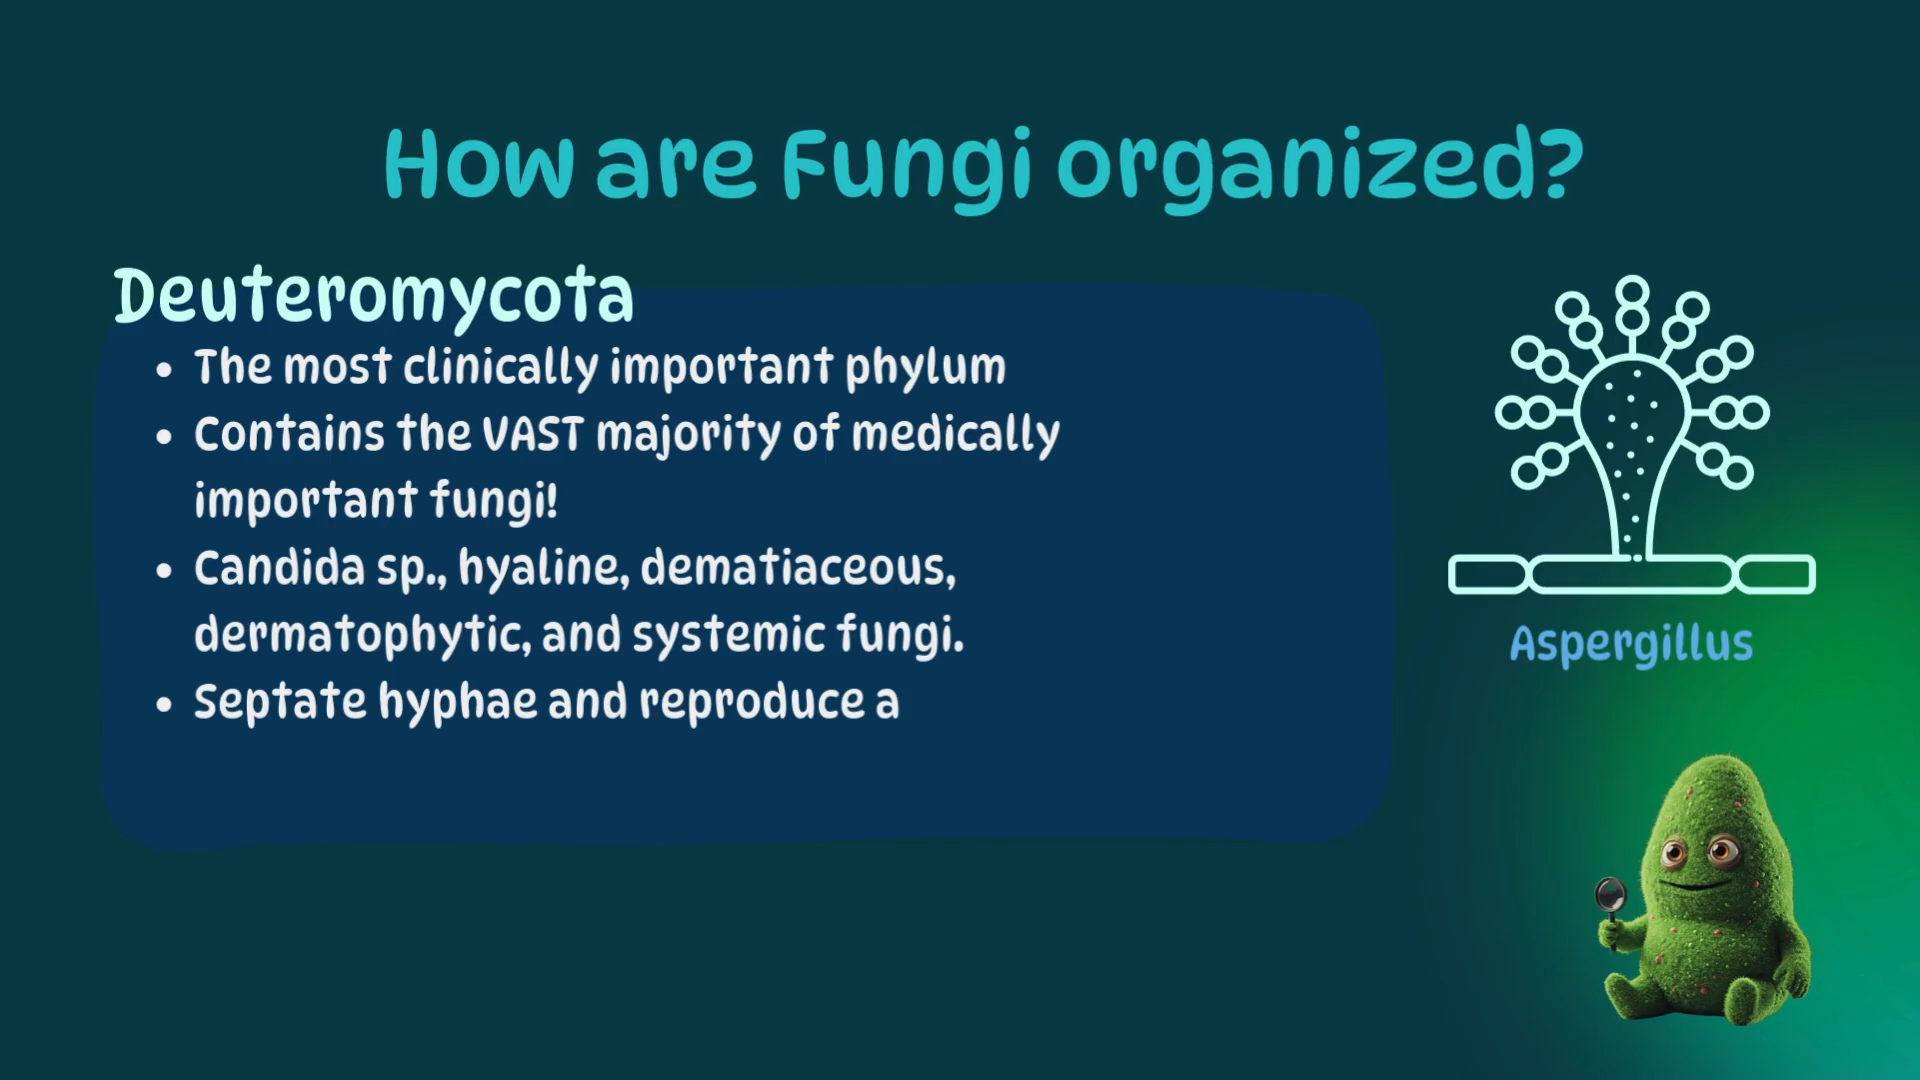 How are Fungi organized?
Deuteromycota
• The most clinically important phylum
• Contains the VAST majority of medically
important fungi!
• Candida sp., hyaline, dematiaceous,
dermatophytic, and systemic fungi.
• Septate hyphae and reproduce a
Aspergillus